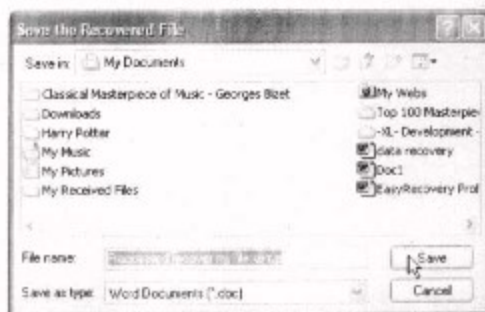 Save the Recovered File
Save in: My Documents
Classical Masterpiece of Music - Georges Bizet
Downloads
Harry Potter
My Music
My Pictures
My Received Files
My Webs
Top 100 Masterpie
-XL- Development -
data recovery
Doc1
EasyRecovery Prof
File name:
Save
Save as type: Word Documents (*.doc)
Cancel